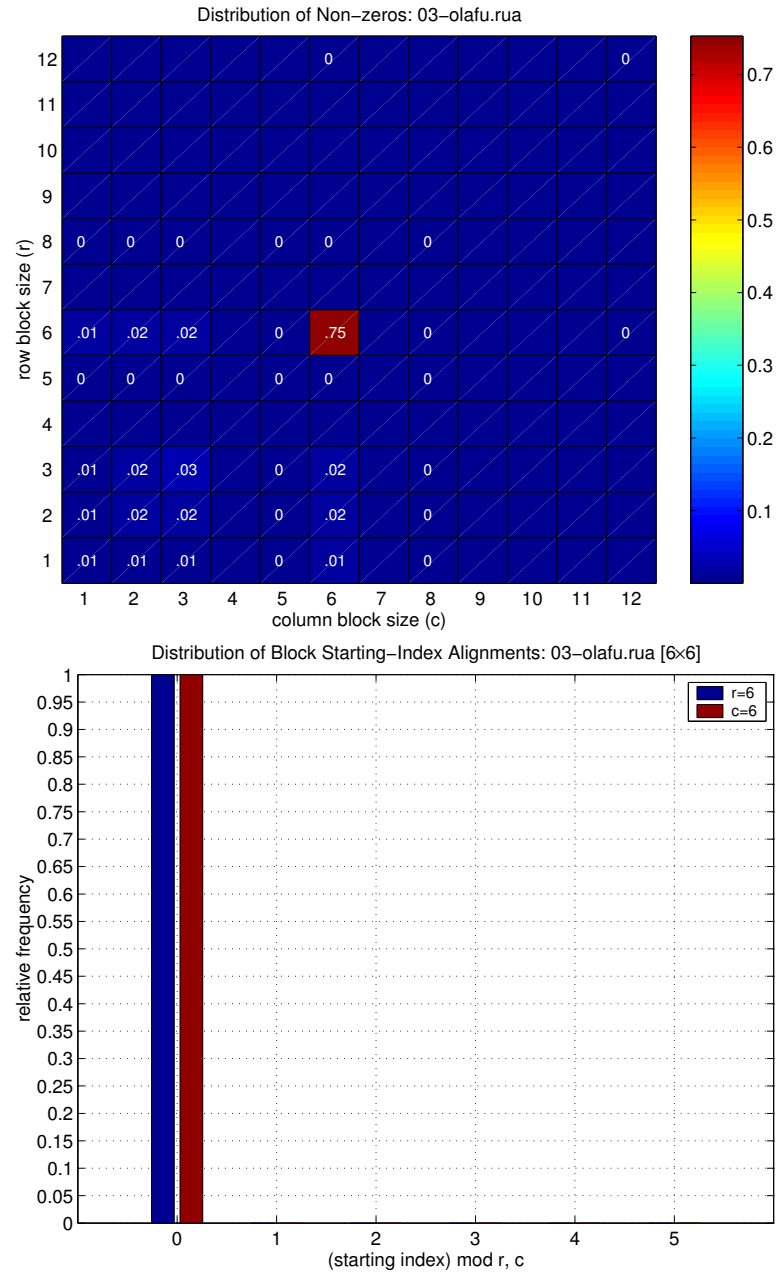 Distribution of Non−zeros: 03−olafu.rua
12 0 0
11
10
9
8 0 0 0 0 0 0
7
6 .01 .02 .02 0 .75 0 0
5 0 0 0 0 0 0
4
3 .01 .02 .03 0 .02 0
2 .01 .02 .02 0 .02 0
1 .01 .01 .01 0 .01 0
1 2 3 4 5 6 7 8 9 10 11 12
row block size (r)
column block size (c)
0.7
0.6
0.5
0.4
0.3
0.2
0.1
Distribution of Block Starting−Index Alignments: 03−olafu.rua [6×6]
r=6
c=6
1
0.95
0.9
0.85
0.8
0.75
0.7
0.65
0.6
0.55
0.5
0.45
0.4
0.35
0.3
0.25
0.2
0.15
0.1
0.05
0
relative frequency
0 1 2 3 4 5
(starting index) mod r, c